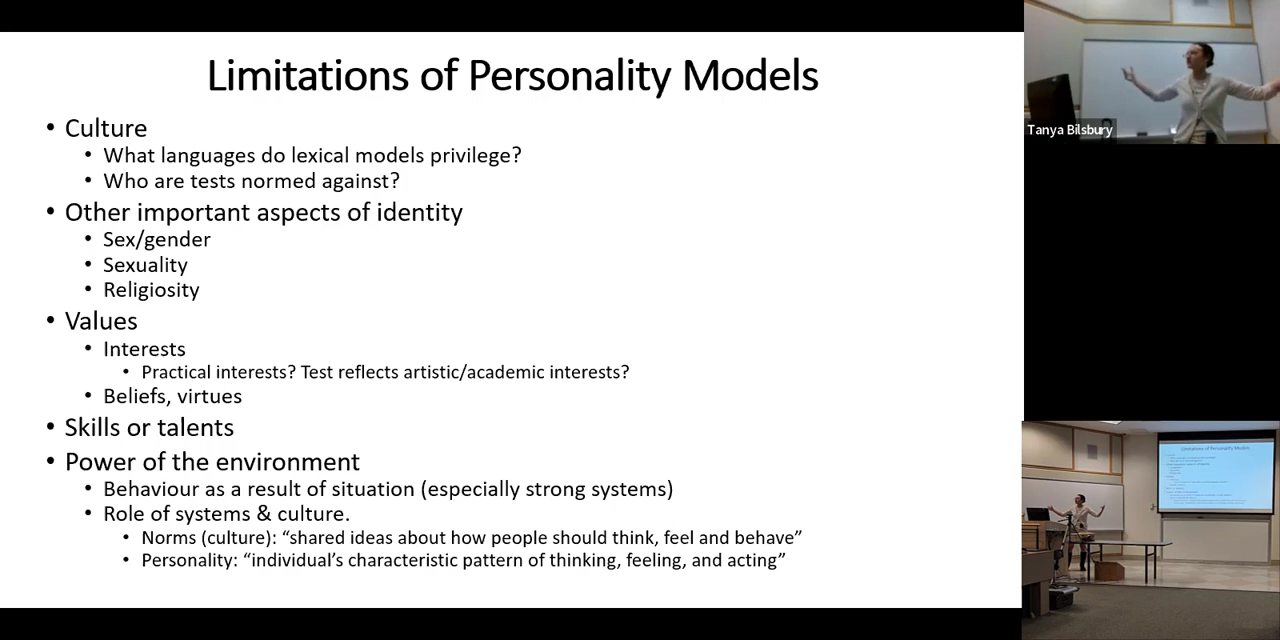 Limitations of Personality Models
• Culture
• What languages do lexical models privilege?
• Who are tests normed against?
• Other important aspects of identity
• Sex/gender
• Sexuality
• Religiosity
• Values
• Interests
• Practical interests? Test reflects artistic/academic interests?
• Beliefs, virtues
• Skills or talents
• Power of the environment
• Behaviour as a result of situation (especially strong systems)
• Role of systems & culture.
• Norms (culture): “shared ideas about how people should think, feel and behave”
• Personality: “individual’s characteristic pattern of thinking, feeling, and acting”
Tanya Bilsbury
Limitations of Personality Models